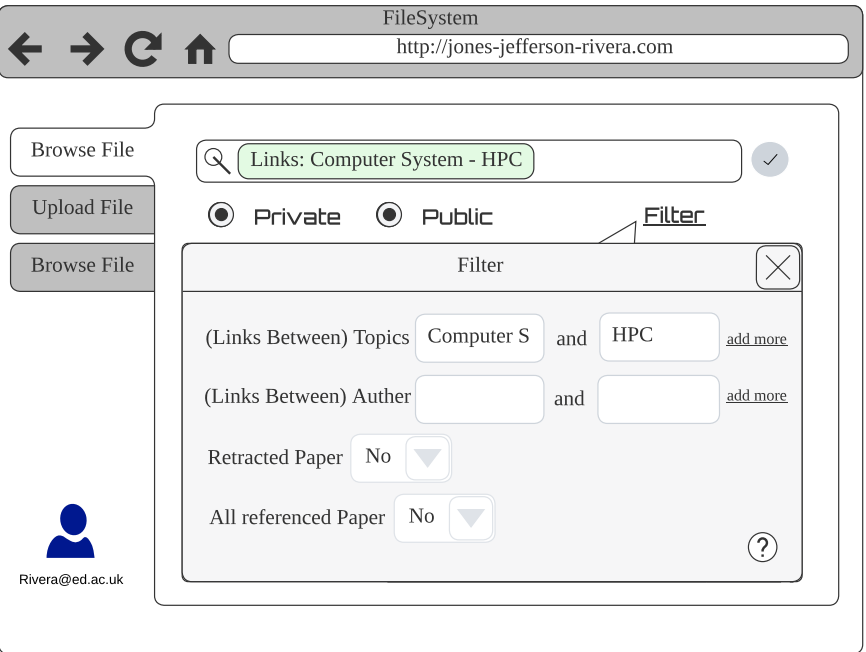 FileSystem
http://jones-jefferson-rivera.com
Browse File
Links: Computer System - HPC
Upload File
Private Public Filter
Browse File
Filter
(Links Between) Topics Computer S and HPC add more
(Links Between) Auther and add more
Retracted Paper No
All referenced Paper No
?
Rivera@ed.ac.uk